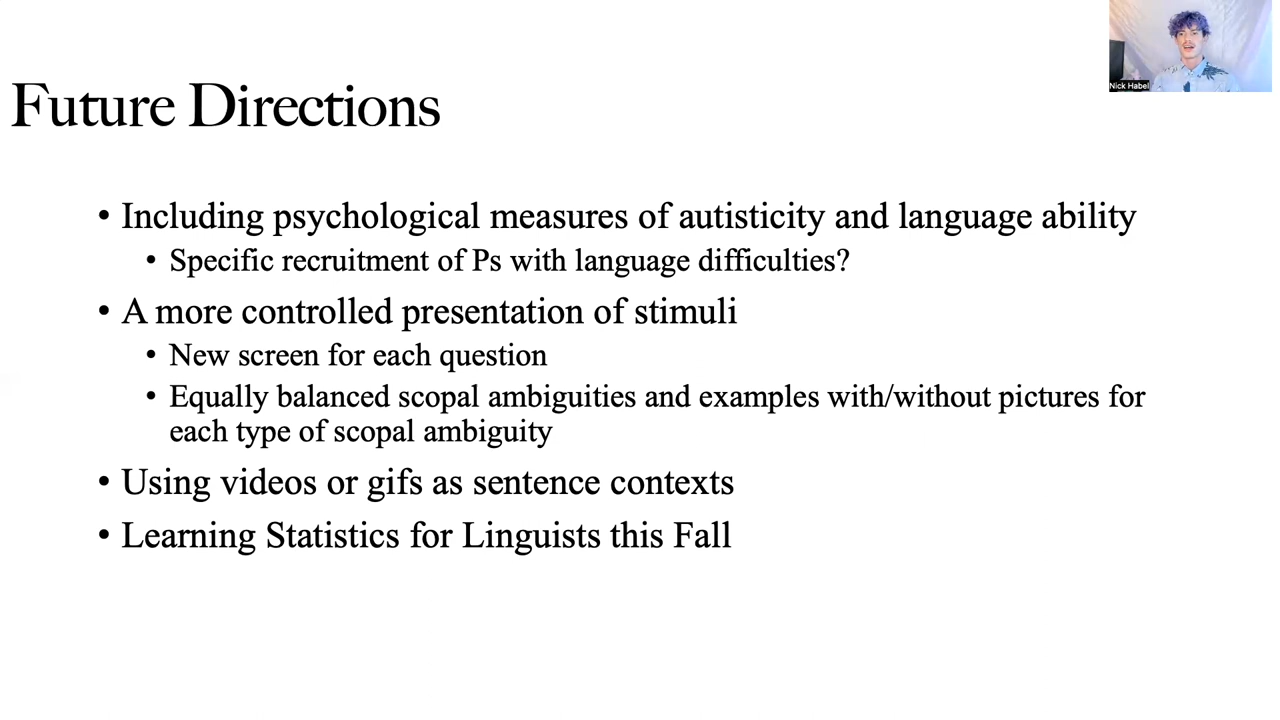 Nick Habel
Future Directions
• Including psychological measures of autisticity and language ability
• Specific recruitment of Ps with language difficulties?
• A more controlled presentation of stimuli
• New screen for each question
• Equally balanced scopal ambiguities and examples with/without pictures for
each type of scopal ambiguity
• Using videos or gifs as sentence contexts
• Learning Statistics for Linguists this Fall